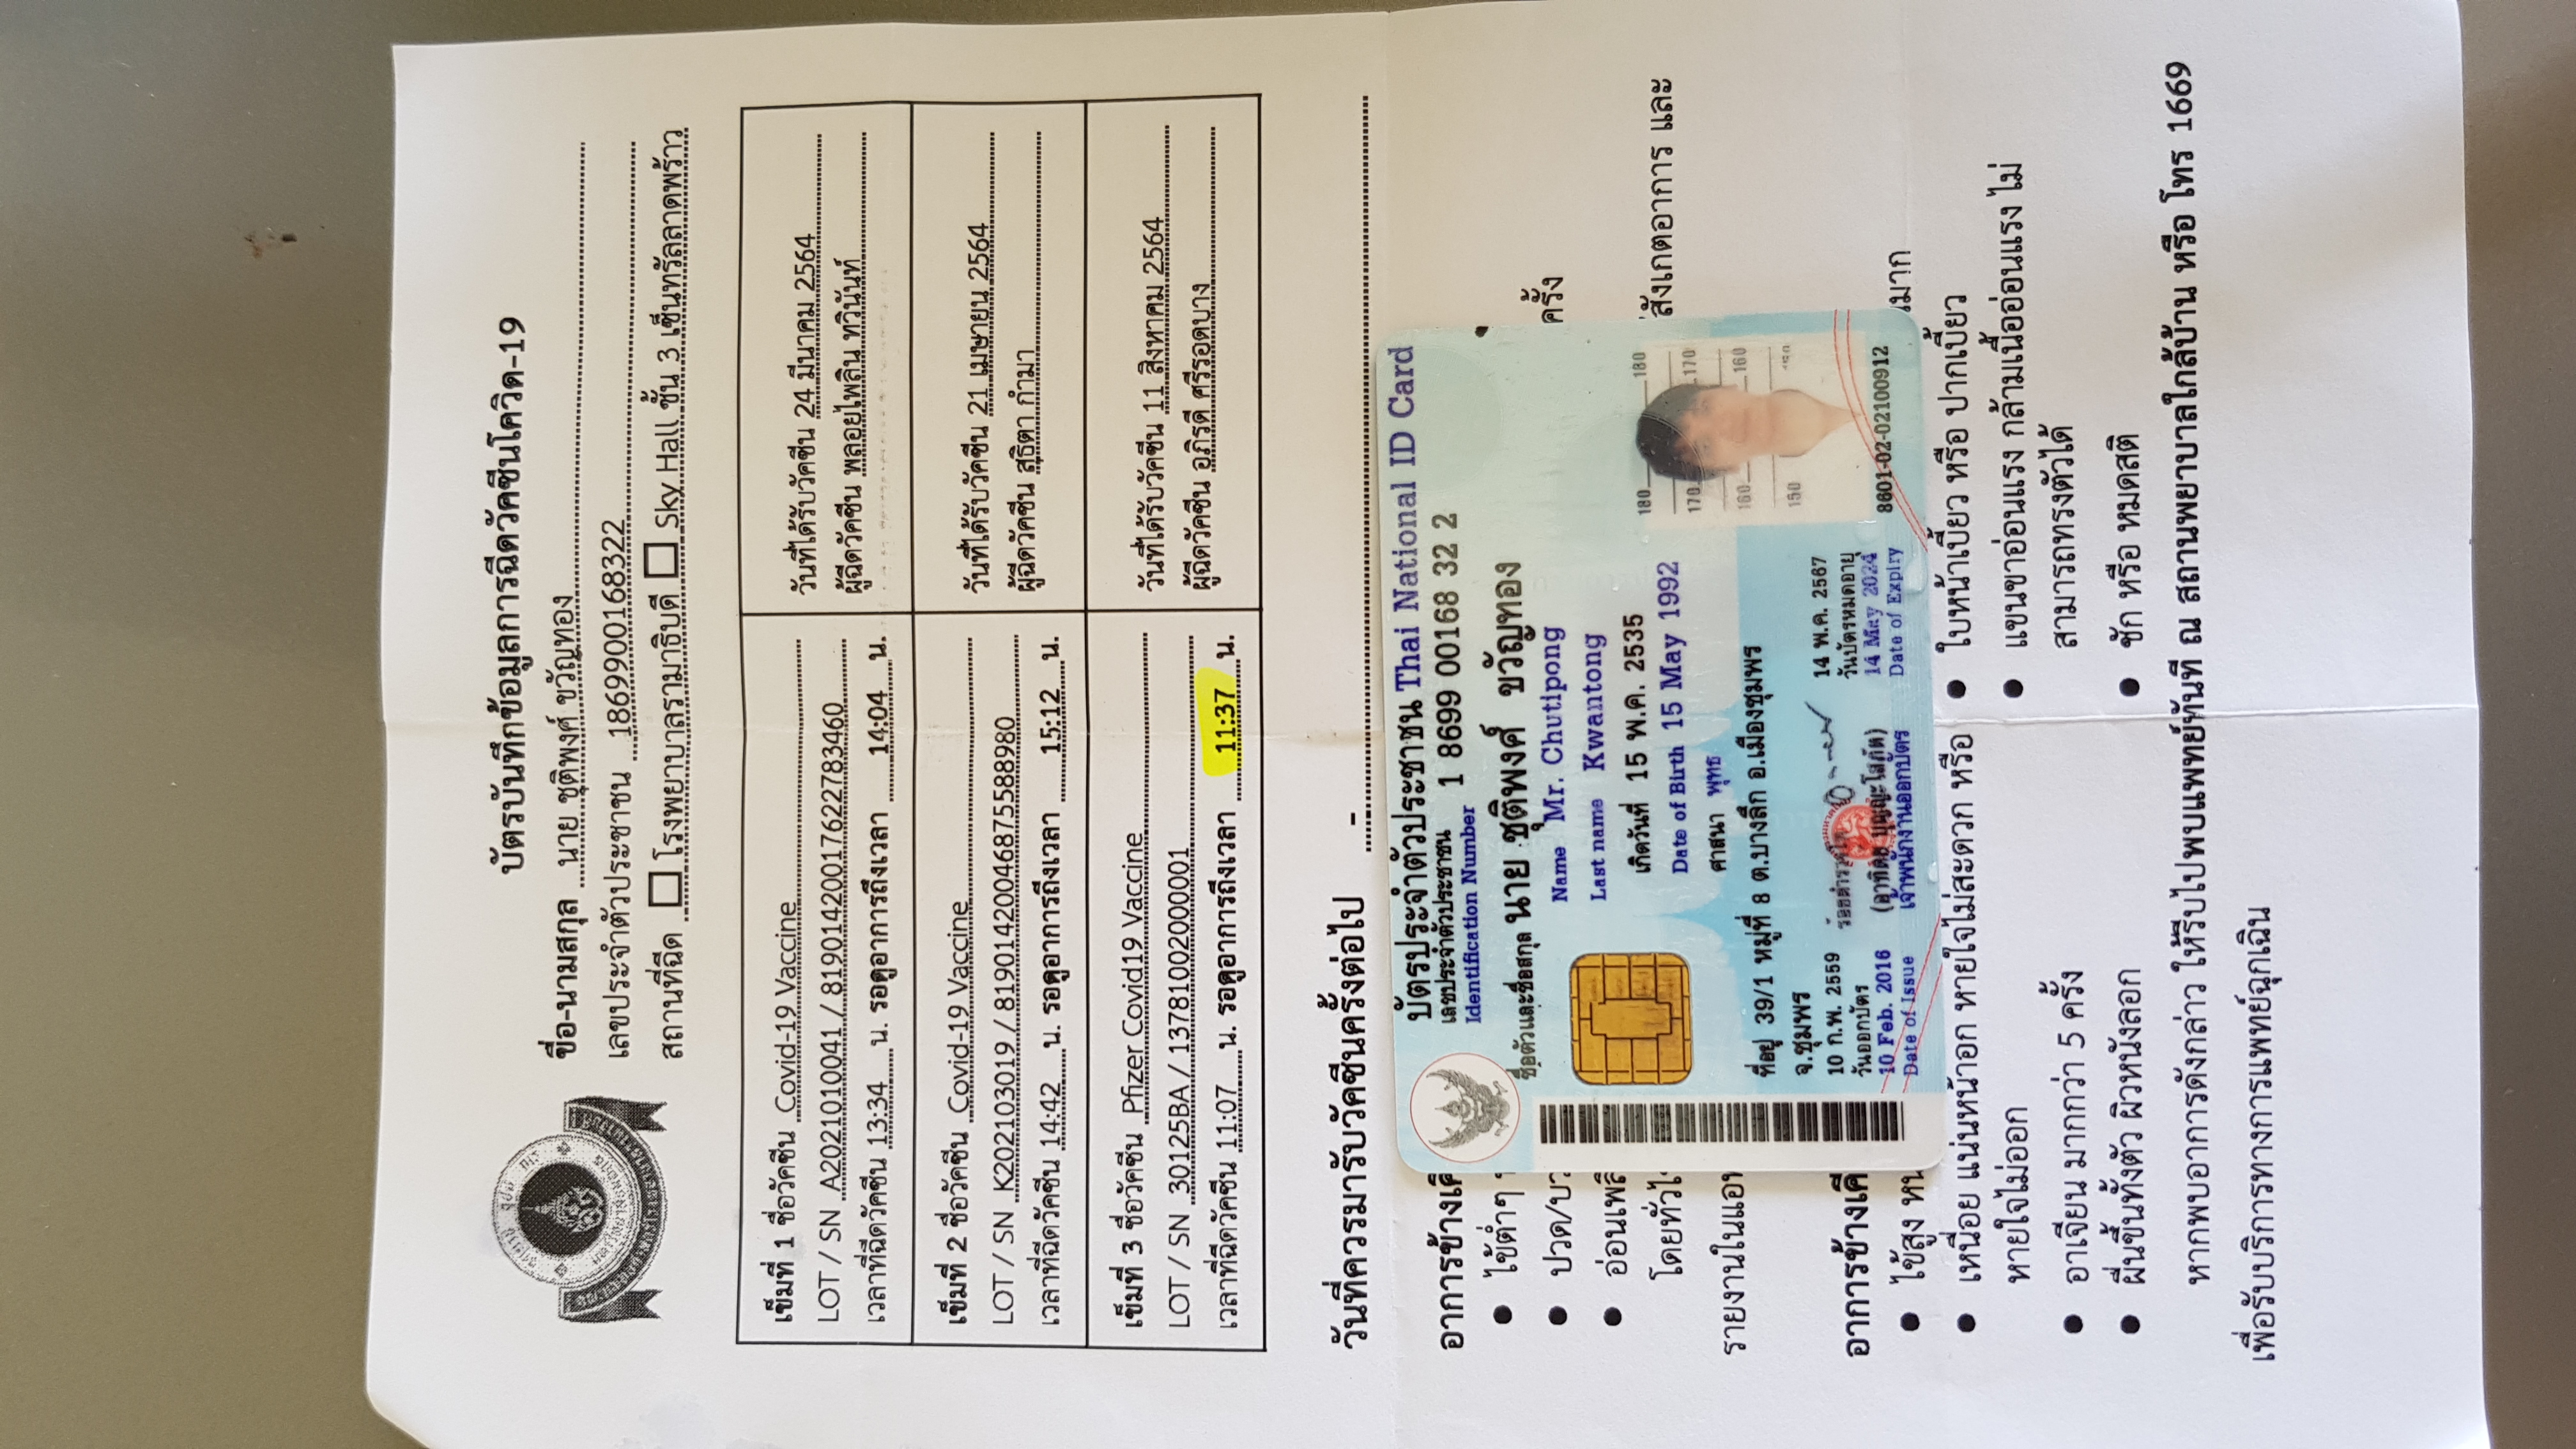 บัตรบันทึกข้อมูลการฉีดวัคซีนโควิด-19
ชื่อ-นามสกุล นาย ชุติพงศ์ ขวัญทอง
เลขประจำตัวประชาชน 1869900168322
สถานที่ฉีด ☐ โรงพยาบาลรามาธิบดี ☐ Sky Hall ชั้น 3 เซ็นทรัลลาดพร้าว
เข็มที่ 1 ชื่อวัคซีน Covid-19 Vaccine
LOT / SN A2021010041 / 81901420017622783460
เวลาที่ฉีดวัคซีน 13:34 น. รอดูอาการถึงเวลา 14:04 น.
วันที่ได้รับวัคซีน 24 มีนาคม 2564
ผู้ฉีดวัคซีน พลอยไพลิน ทวินันท์
เข็มที่ 2 ชื่อวัคซีน Covid-19 Vaccine
LOT / SN K202103019 / 81901420046875588980
เวลาที่ฉีดวัคซีน 14:42 น. รอดูอาการถึงเวลา 15:12 น.
วันที่ได้รับวัคซีน 21 เมษายน 2564
ผู้ฉีดวัคซีน สุธิตา กำมา
เข็มที่ 3 ชื่อวัคซีน Pfizer Covid19 Vaccine
LOT / SN 30125BA / 13781002000001
เวลาที่ฉีดวัคซีน 11:07 น. รอดูอาการถึงเวลา 11:37 น.
วันที่ได้รับวัคซีน 11 สิงหาคม 2564
ผู้ฉีดวัคซีน อภิรดี ศรีรอดบาง
วันที่ควรมารับวัคซีนครั้งต่อไป -
บัตรประจำตัวประชาชน Thai National ID Card
เลขประจำตัวประชาชน
Identification Number 1 8699 00168 32 2
ชื่อตัวและชื่อสกุล นาย ชุติพงศ์ ขวัญทอง
Name Mr. Chutipong
Last name Kwantong
เกิดวันที่ 15 พ.ค. 2535
Date of Birth 15 May 1992
ศาสนา พุทธ
ที่อยู่ 39/1 หมู่ที่ 8 ต.บางลึก อ.เมืองชุมพร
จ.ชุมพร
10 ก.พ. 2559
วันออกบัตร
10 Feb. 2016
Date of Issue
เจ้าพนักงานออกบัตร
14 พ.ค. 2567
วันบัตรหมดอายุ
14 May 2024
Date of Expiry
180 180
170 170
160 160
150
8601-02-02100912
อาการข้างเคี
ไข้ต่ำๆ
ปวด/บว
ครั้ง
อ่อนเพลี
โดยทั่วไ
สังเกตอาการ และ
รายงานในแอพ
อาการข้างเคี
ไข้สูง หน
มาก
เหนื่อย แน่นหน้าอก หายใจไม่สะดวก หรือ
หายใจไม่ออก
อาเจียน มากกว่า 5 ครั้ง
ผื่นขึ้นทั้งตัว ผิวหนังลอก
ใบหน้าเบี้ยว หรือ ปากเบี้ยว
แขนขาอ่อนแรง กล้ามเนื้ออ่อนแรง ไม่
สามารถทรงตัวได้
ชัก หรือ หมดสติ
หากพบอาการดังกล่าว ให้รีบไปพบแพทย์ทันที ณ สถานพยาบาลใกล้บ้าน หรือ โทร 1669
เพื่อรับบริการทางการแพทย์ฉุกเฉิน